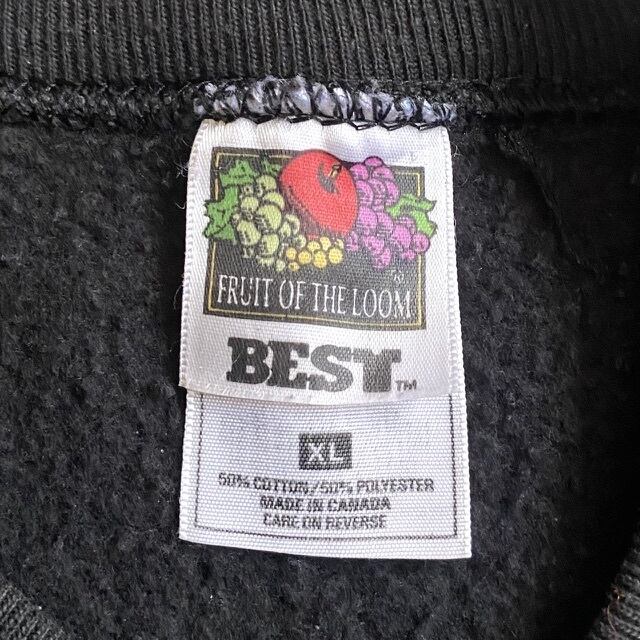 FRUIT OF THE LOOM
BEST™
XL
50% COTTON/50% POLYESTER
MADE IN CANADA
CARE ON REVERSE